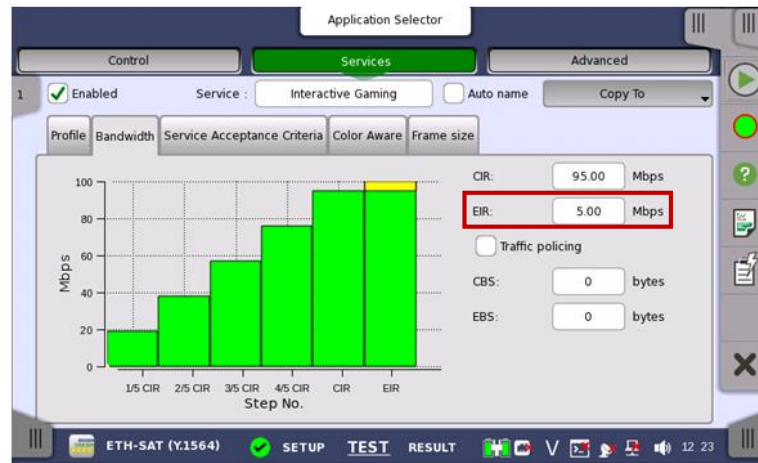 Application Selector
Control Services Advanced
1 Enabled Service : Interactive Gaming Auto name Copy To
Profile Bandwidth Service Acceptance Criteria Color Aware Frame size
CIR: 95.00 Mbps
EIR: 5.00 Mbps
Traffic policing
CBS: 0 bytes
EBS: 0 bytes
Mbps
100
80
60
40
20
0
1/5 CIR 2/5 CIR 3/5 CIR 4/5 CIR CIR EIR
Step No.
ETH-SAT (Y.1564) SETUP TEST RESULT V 12 23